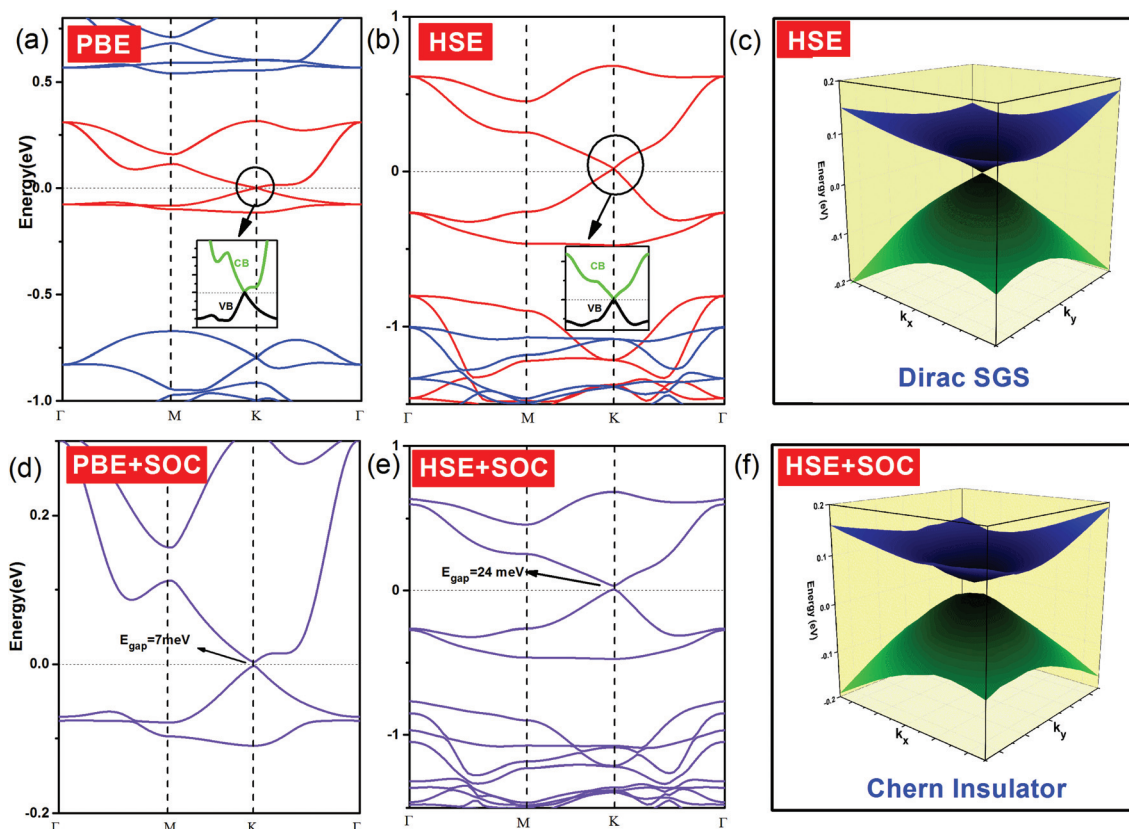 (a) PBE
Energy(eV)
0.5
0.0
-0.5
-1.0
CB
VB
Γ M K Γ
(b) HSE
1
0
-1
CB
VB
Γ M K Γ
(c) HSE
Energy (eV)
0.2
0.1
0.0
-0.1
-0.2
kx
ky
Dirac SGS
(d) PBE+SOC
Energy(eV)
0.2
0.0
-0.2
Egap=7meV
Γ M K Γ
(e) HSE+SOC
1
0
-1
Egap=24 meV
Γ M K Γ
(f) HSE+SOC
Energy (eV)
0.2
0.1
0.0
-0.1
-0.2
kx
ky
Chern Insulator